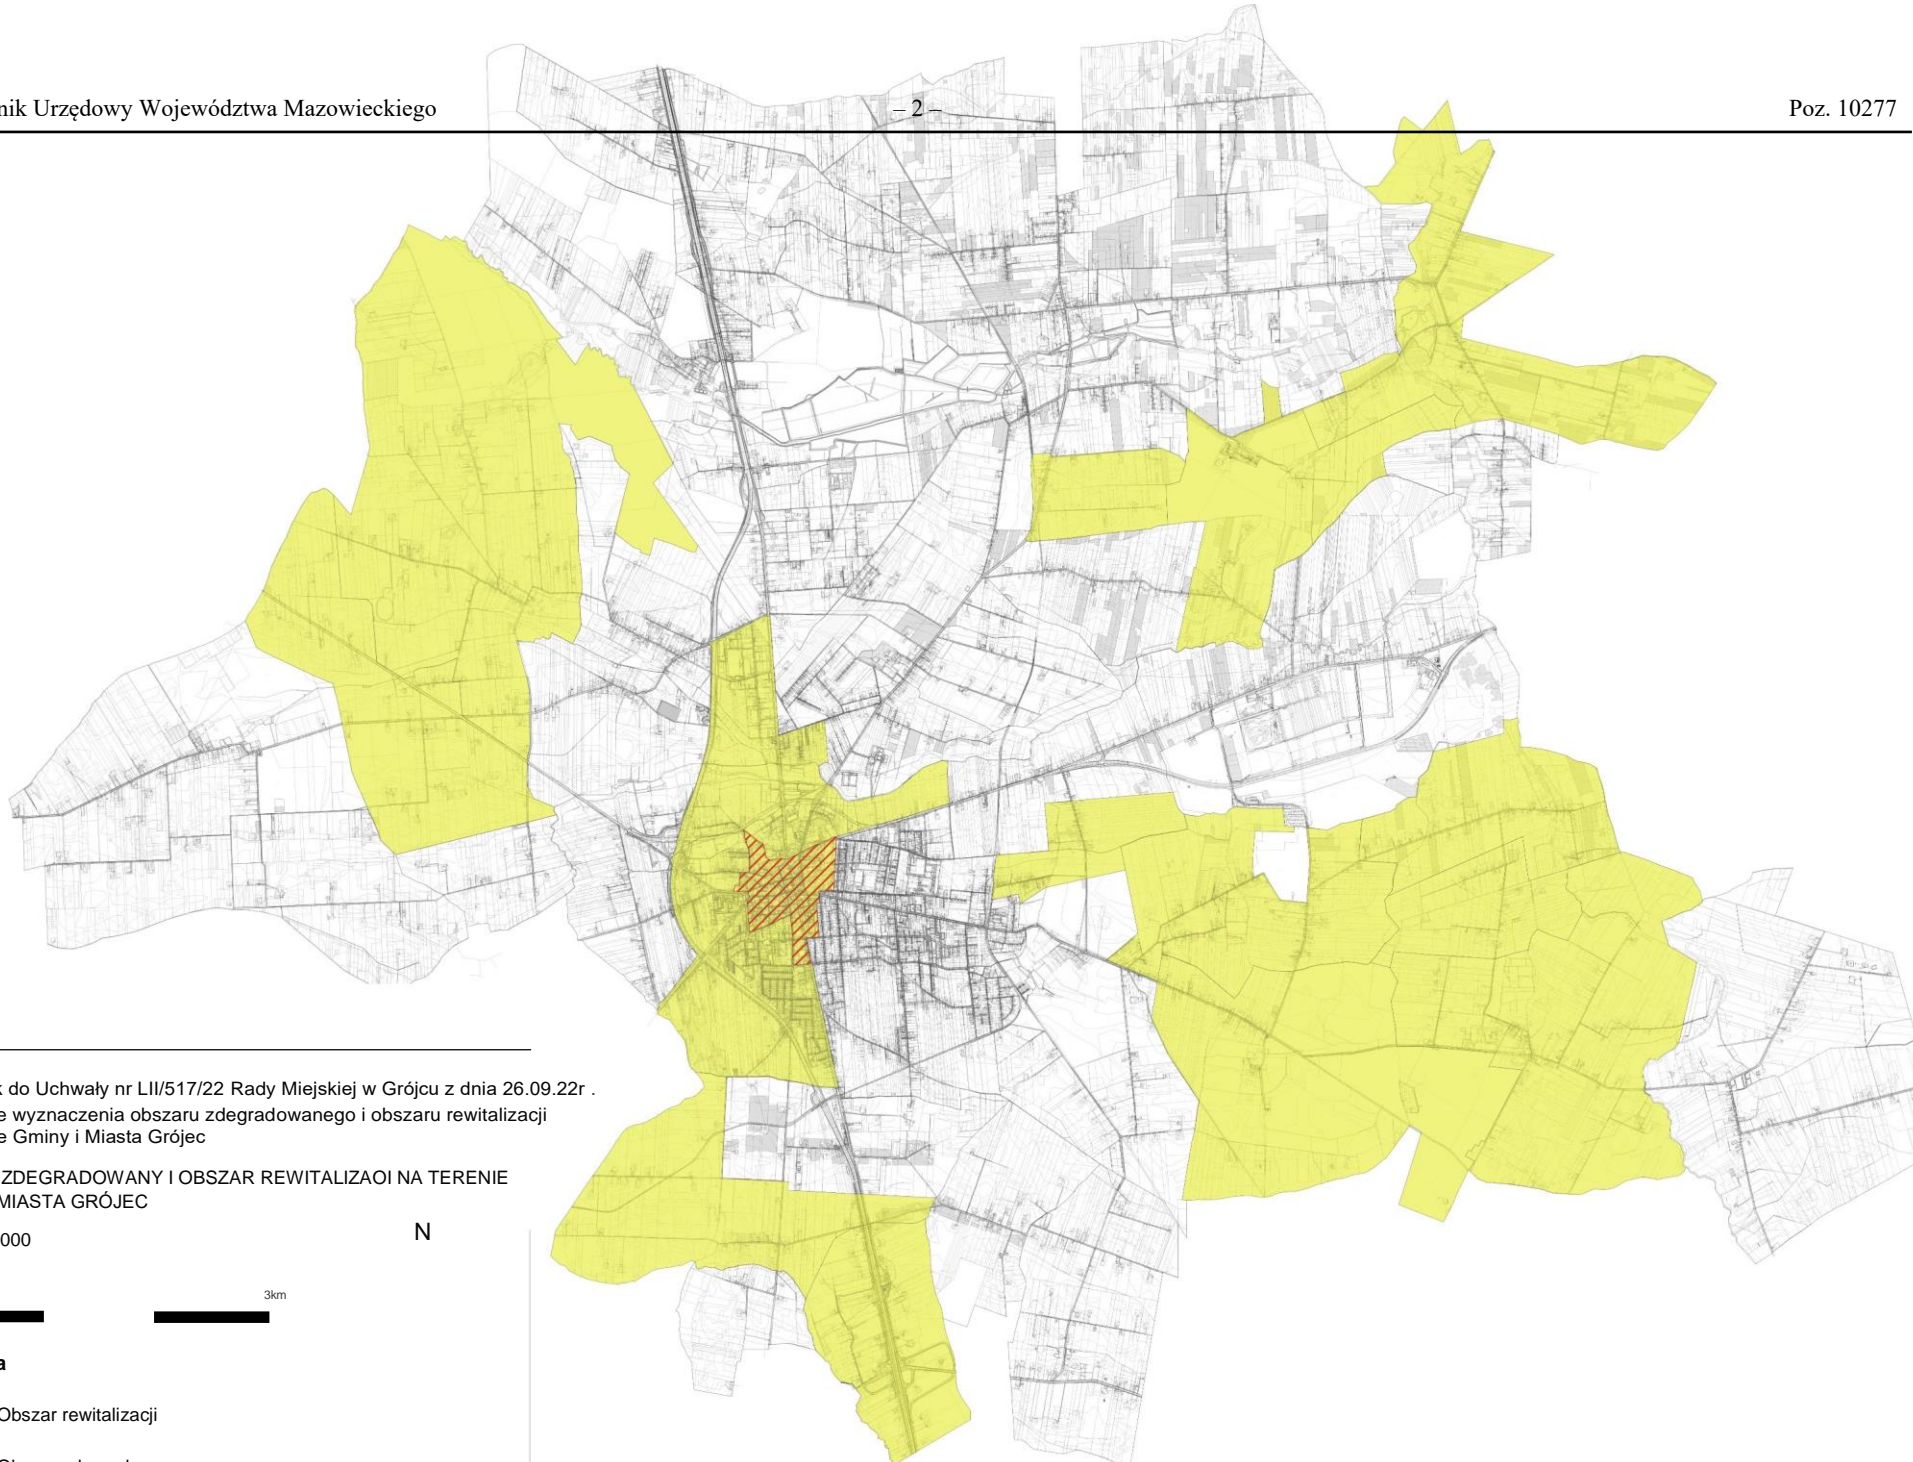 nik Urzędowy Województwa Mazowieckiego – 2 – Poz. 10277
k do Uchwały nr LII/517/22 Rady Miejskiej w Grójcu z dnia 26.09.22r .
e wyznaczenia obszaru zdegradowanego i obszaru rewitalizacji
e Gminy i Miasta Grójec
ZDEGRADOWANY I OBSZAR REWITALIZAOI NA TERENIE
MIASTA GRÓJEC
000
N
3km
a
Obszar rewitalizacji